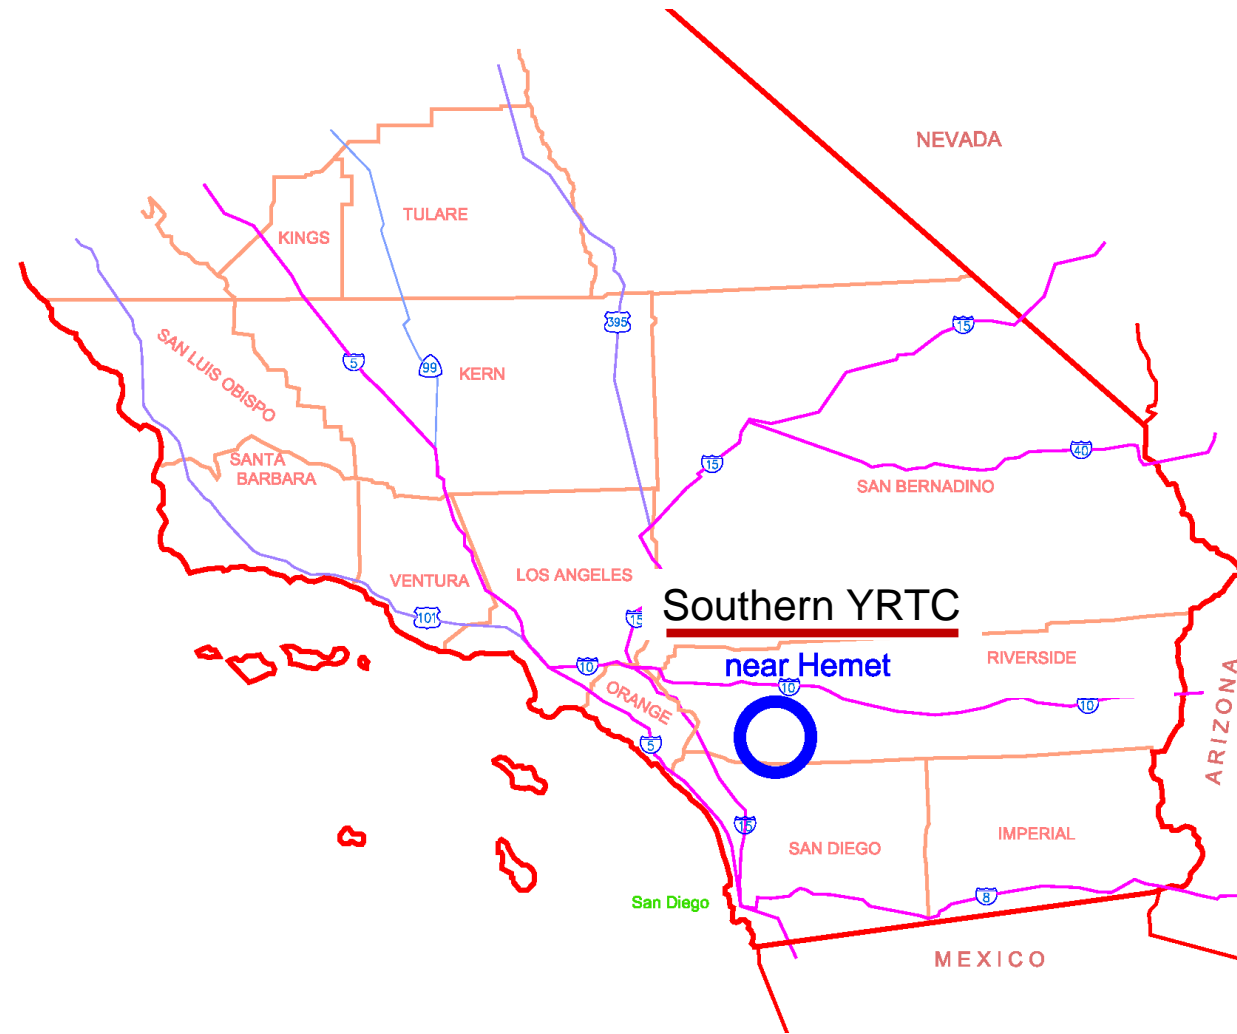 NEVADA
TULARE
KINGS
395
15
5
99
KERN
SAN LUIS OBISPO
SANTA
BARBARA
15
40
SAN BERNADINO
VENTURA
LOS ANGELES
101
15
Southern YRTC
near Hemet
RIVERSIDE
10
10
10
ORANGE
5
ARIZONA
15
SAN DIEGO
IMPERIAL
San Diego
8
MEXICO